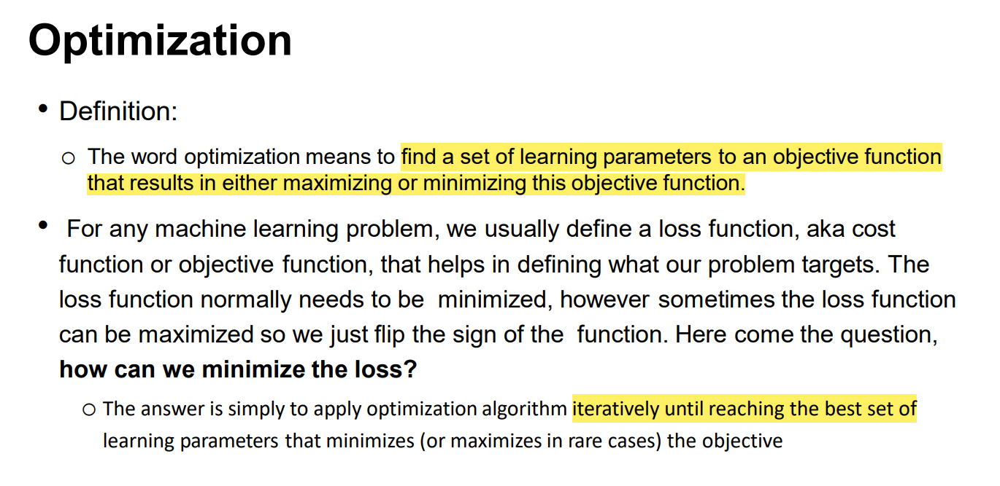 Optimization
• Definition:
○ The word optimization means to find a set of learning parameters to an objective function
that results in either maximizing or minimizing this objective function.
• For any machine learning problem, we usually define a loss function, aka cost
function or objective function, that helps in defining what our problem targets. The
loss function normally needs to be minimized, however sometimes the loss function
can be maximized so we just flip the sign of the function. Here come the question,
how can we minimize the loss?
○ The answer is simply to apply optimization algorithm iteratively until reaching the best set of
learning parameters that minimizes (or maximizes in rare cases) the objective